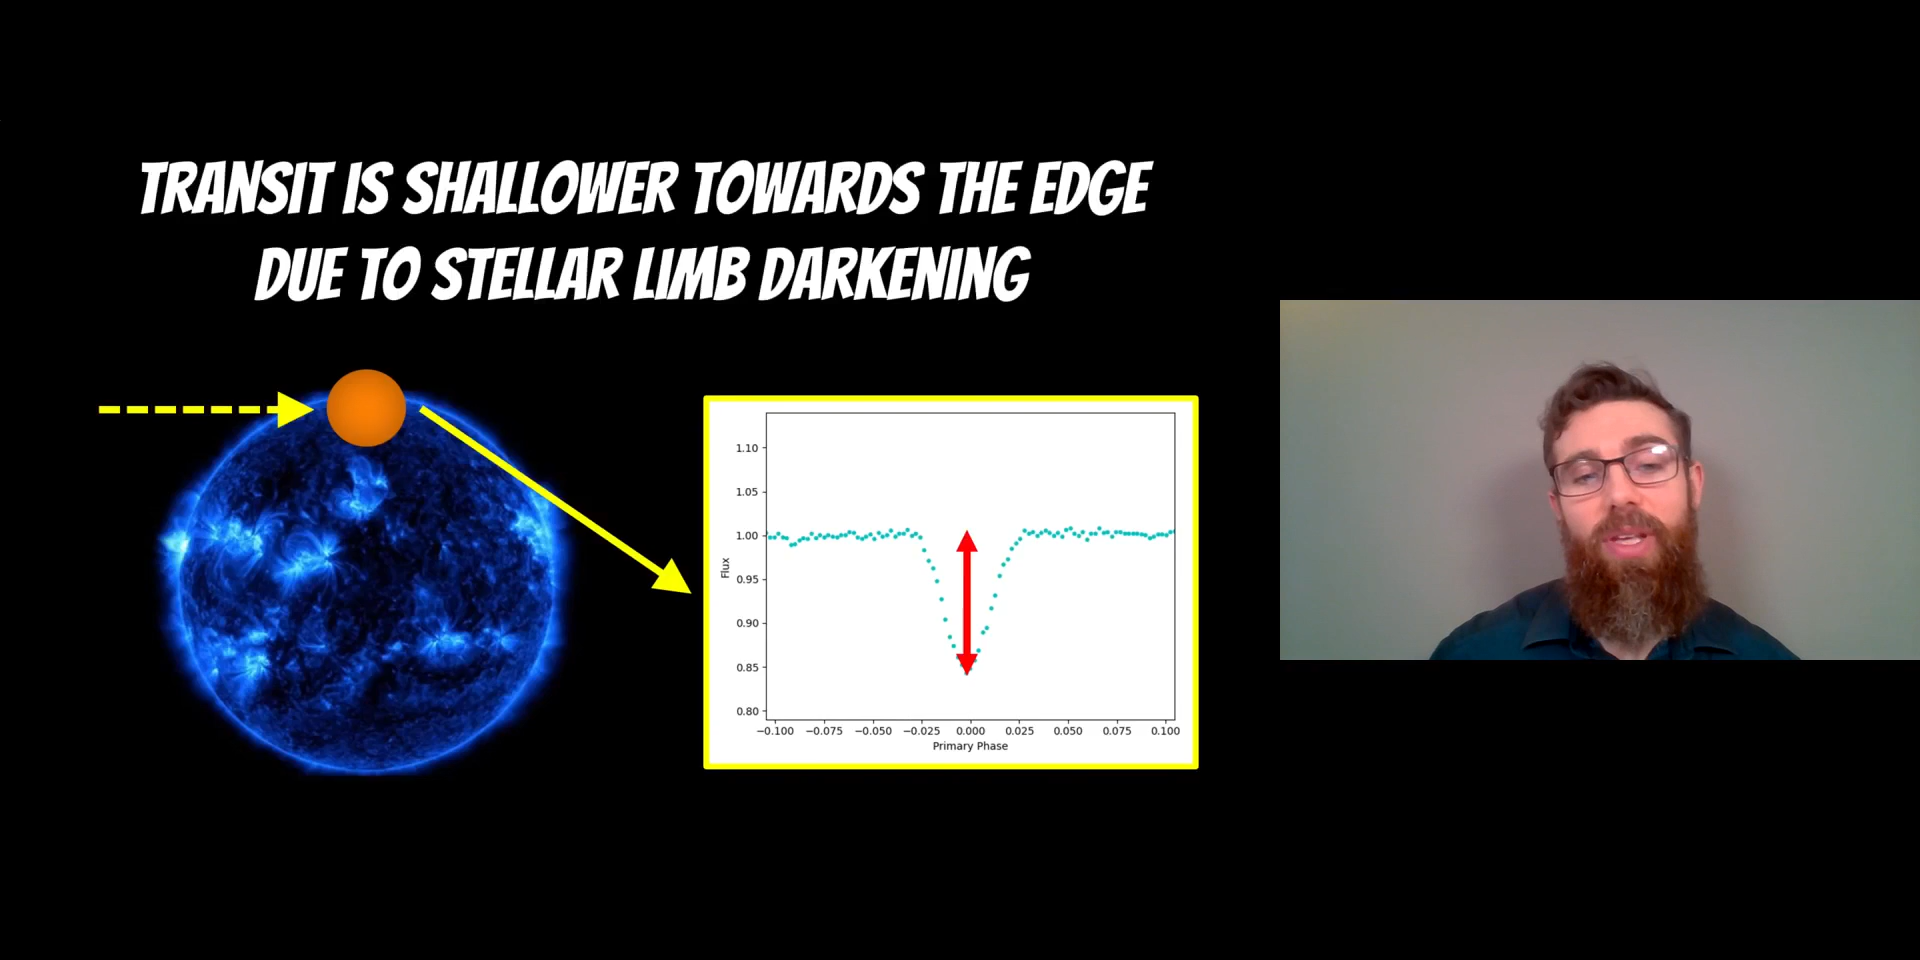 TRANSIT IS SHALLOWER TOWARDS THE EDGE
DUE TO STELLAR LIMB DARKENING
1.10
1.05
1.00
0.95
0.90
0.85
0.80
Flux
−0.100 −0.075 −0.050 −0.025 0.000 0.025 0.050 0.075 0.100
Primary Phase